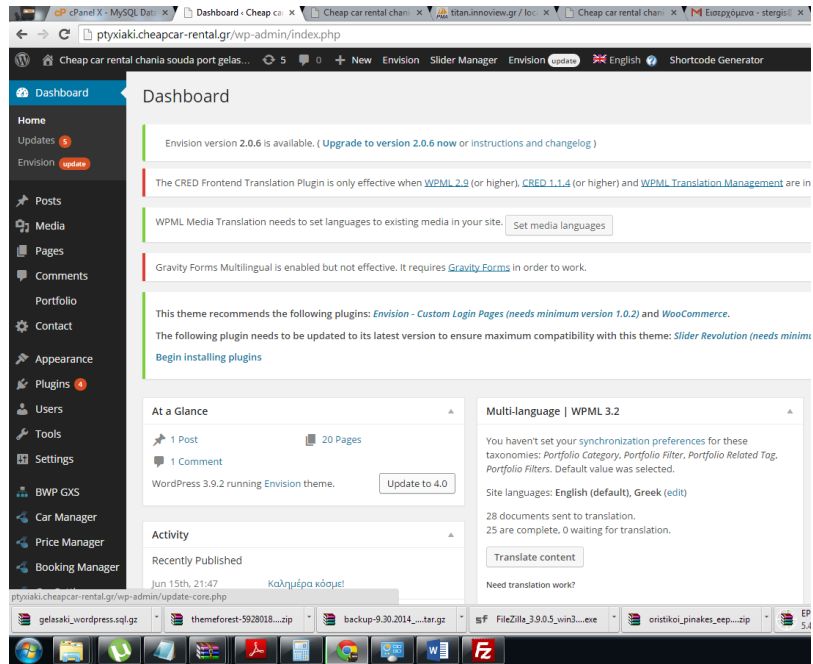 cPanel X - MySQL Data
Dashboard ‹ Cheap car
Cheap car rental chani
titan.innoview.gr / loc
Cheap car rental chani
Εισερχόμενα - stergis
ptyxiaki.cheapcar-rental.gr/wp-admin/index.php
Cheap car rental chania souda port gelas... 5 0 + New Envision Slider Manager Envision update English Shortcode Generator
Dashboard
Home
Updates 5
Envision update
Posts
Media
Pages
Comments
Portfolio
Contact
Appearance
Plugins 4
Users
Tools
Settings
BWP GXS
Car Manager
Price Manager
Booking Manager
Dashboard
Envision version 2.0.6 is available. ( Upgrade to version 2.0.6 now or instructions and changelog )
The CRED Frontend Translation Plugin is only effective when WPML 2.9 (or higher), CRED 1.1.4 (or higher) and WPML Translation Management are in
WPML Media Translation needs to set languages to existing media in your site. Set media languages
Gravity Forms Multilingual is enabled but not effective. It requires Gravity Forms in order to work.
This theme recommends the following plugins: Envision - Custom Login Pages (needs minimum version 1.0.2) and WooCommerce.
The following plugin needs to be updated to its latest version to ensure maximum compatibility with this theme: Slider Revolution (needs minimu
Begin installing plugins
At a Glance
1 Post 20 Pages
1 Comment
WordPress 3.9.2 running Envision theme. Update to 4.0
Activity
Recently Published
Jun 15th, 21:47 Καλημέρα κόσμε!
Multi-language | WPML 3.2
You haven't set your synchronization preferences for these
taxonomies: Portfolio Category, Portfolio Filter, Portfolio Related Tag,
Portfolio Filters. Default value was selected.
Site languages: English (default), Greek (edit)
28 documents sent to translation.
25 are complete, 0 waiting for translation.
Translate content
Need translation work?
ptyxiaki.cheapcar-rental.gr/wp-admin/update-core.php
gelasaki_wordpress.sql.gz
themeforest-5928018....zip
backup-9.30.2014_....tar.gz
FileZilla_3.9.0.5_win3....exe
oristikoi_pinakes_eep....zip
EP
5.4